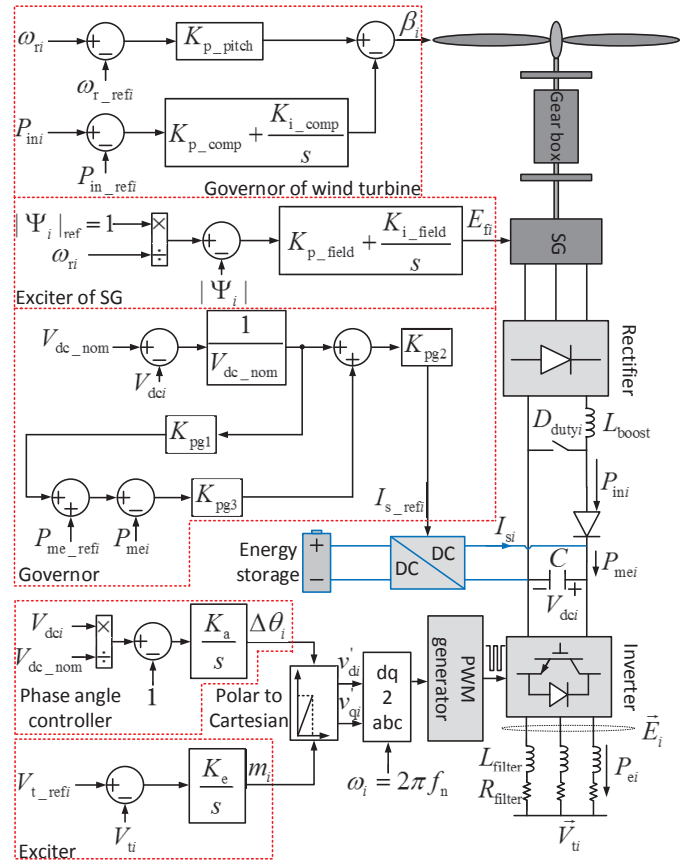 ω_ri
K_p_pitch
β_i
ω_r_refi
P_ini
K_p_comp + K_i_comp / s
P_in_refi
Governor of wind turbine
Gear box
|Ψ_i|_ref = 1
×
÷
ω_ri
K_p_field + K_i_field / s
E_fi
SG
|Ψ_i|
Exciter of SG
V_dc_nom
1 / V_dc_nom
K_pg2
V_dci
Rectifier
K_pg1
D_dutyi
L_boost
K_pg3
P_me_refi
P_mei
I_s_refi
P_ini
Governor
Energy storage
DC
DC
I_si
C
P_mei
V_dci
V_dci
×
÷
V_dc_nom
K_a / s
Δθ_i
1
Phase angle controller
Polar to Cartesian
v'_di
v'_qi
dq 2 abc
PWM generator
Inverter
E⃗_i
ω_i = 2π f_n
V_t_refi
K_e / s
m_i
V_ti
Exciter
L_filter
R_filter
P_ei
V⃗_ti